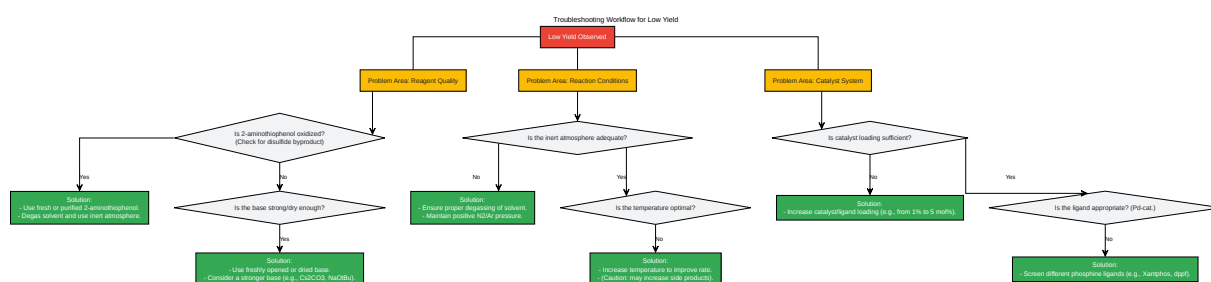 Troubleshooting Workflow for Low Yield
Low Yield Observed
Problem Area: Reagent Quality
Problem Area: Reaction Conditions
Problem Area: Catalyst System
Is 2-aminothiophenol oxidized?
(Check for disulfide byproduct)
Is the inert atmosphere adequate?
Is catalyst loading sufficient?
Yes
No
No
Yes
No
Yes
Solution:
- Use fresh or purified 2-aminothiophenol.
- Degas solvent and use inert atmosphere.
Is the base strong/dry enough?
Solution:
- Ensure proper degassing of solvent.
- Maintain positive N2/Ar pressure.
Is the temperature optimal?
Solution:
- Increase catalyst/ligand loading (e.g., from 1% to 5 mol%).
Is the ligand appropriate? (Pd-cat.)
Yes
No
No
Solution:
- Use freshly opened or dried base.
- Consider a stronger base (e.g., Cs2CO3, NaOtBu).
Solution:
- Increase temperature to improve rate.
- (Caution: may increase side products).
Solution:
- Screen different phosphine ligands (e.g., Xantphos, dppf).